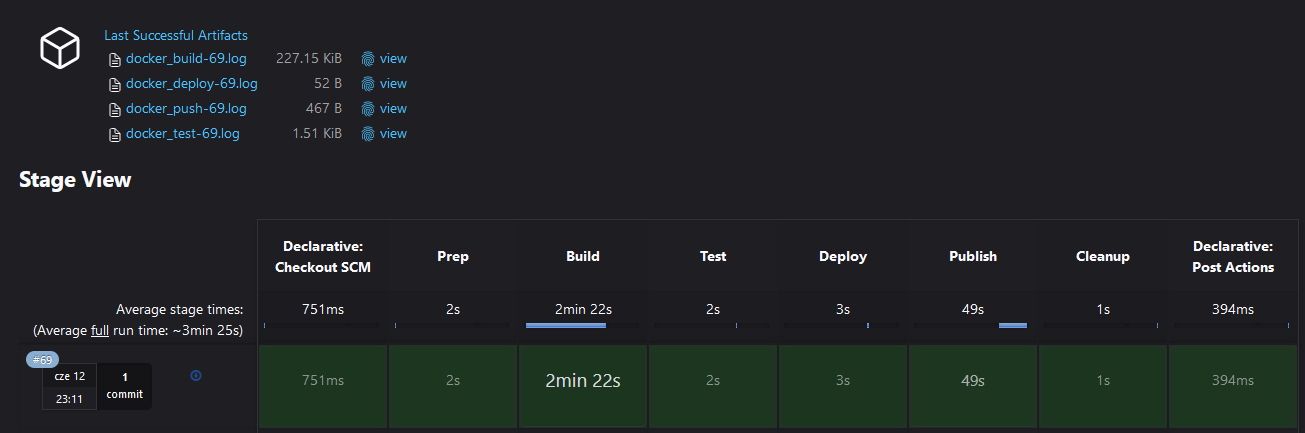 Last Successful Artifacts
docker_build-69.log 227.15 KiB view
docker_deploy-69.log 52 B view
docker_push-69.log 467 B view
docker_test-69.log 1.51 KiB view
Stage View
Declarative: Checkout SCM Prep Build Test Deploy Publish Cleanup Declarative: Post Actions
Average stage times: 751ms 2s 2min 22s 2s 3s 49s 1s 394ms
(Average full run time: ~3min 25s)
#69
cze 12 1 751ms 2s 2min 22s 2s 3s 49s 1s 394ms
23:11 commit